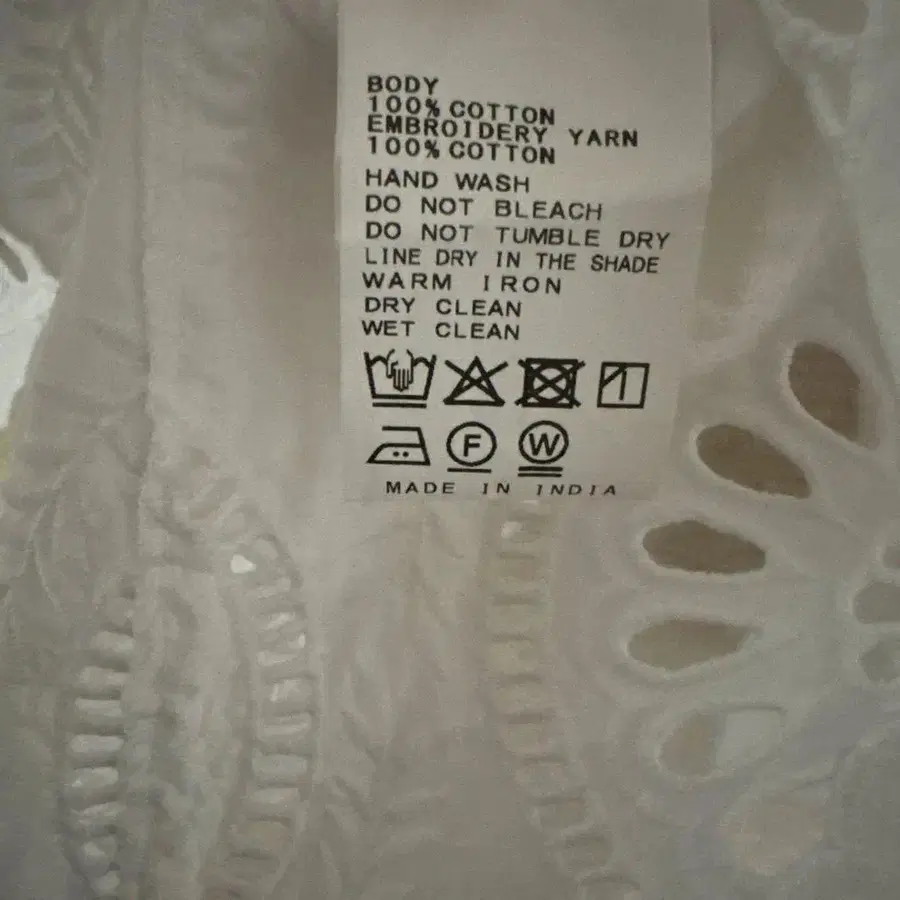 BODY
100% COTTON
EMBROIDERY YARN
100% COTTON
HAND WASH
DO NOT BLEACH
DO NOT TUMBLE DRY
LINE DRY IN THE SHADE
WARM IRON
DRY CLEAN
WET CLEAN
F W
MADE IN INDIA